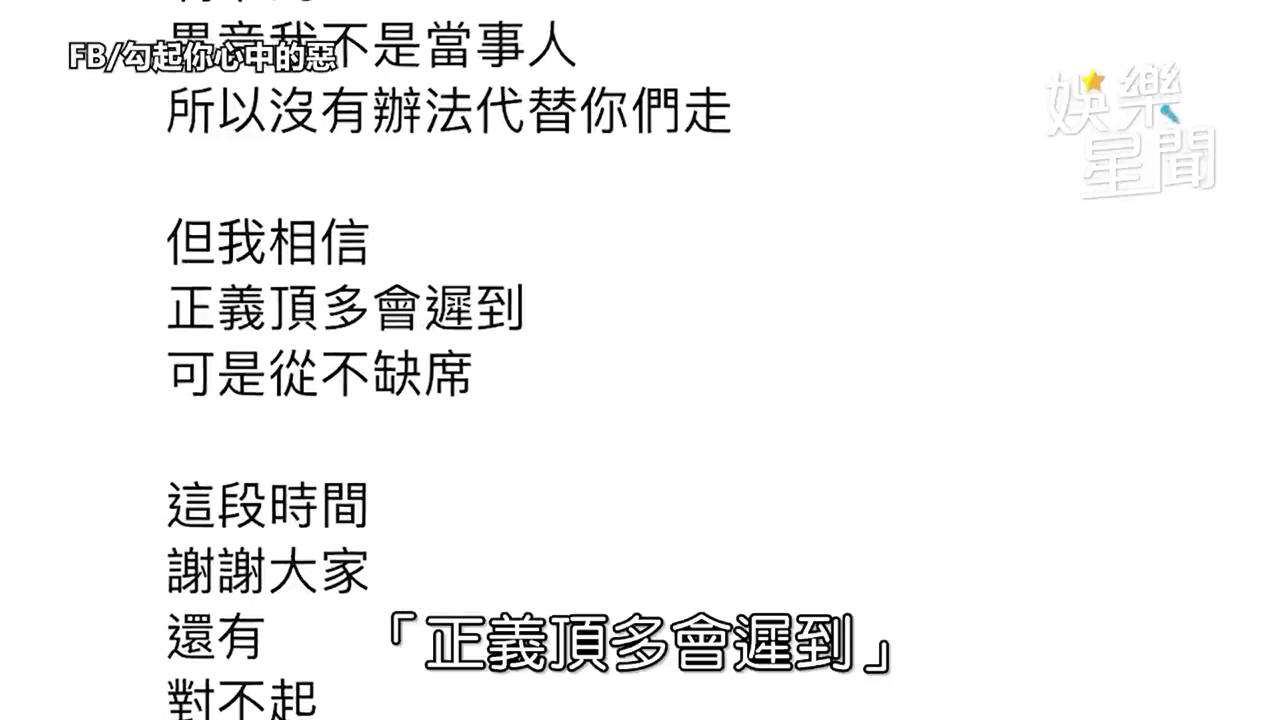 FB/勾起你心中的惡
畢竟我不是當事人
所以沒有辦法代替你們走
娛樂
星聞
但我相信
正義頂多會遲到
可是從不缺席
這段時間
謝謝大家
還有
「正義頂多會遲到」
對不起